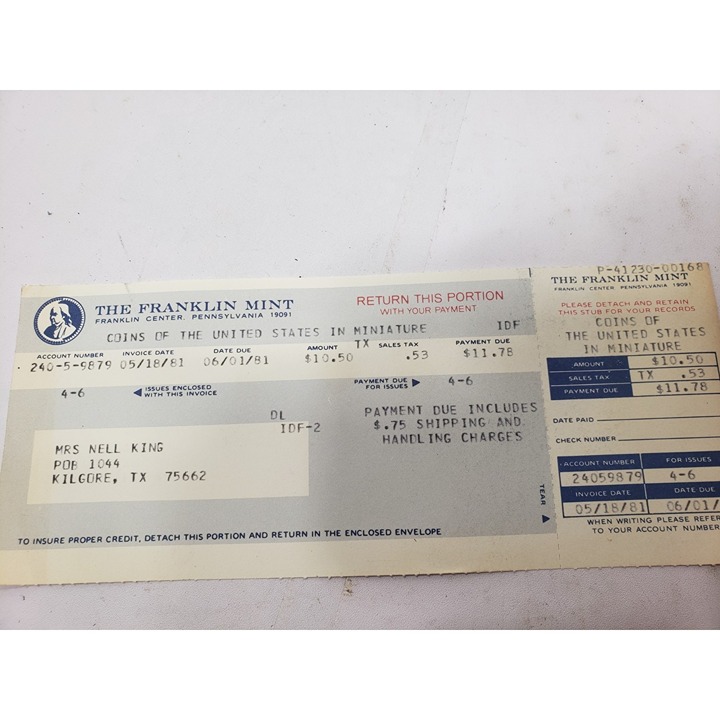 THE FRANKLIN MINT
FRANKLIN CENTER, PENNSYLVANIA 19091
RETURN THIS PORTION
WITH YOUR PAYMENT
COINS OF THE UNITED STATES IN MINIATURE IDF
ACCOUNT NUMBER INVOICE DATE DATE DUE AMOUNT TX SALES TAX PAYMENT DUE
240-5-9879 05/18/81 06/01/81 $10.50 .53 $11.78
4-6 ◀ ISSUES ENCLOSED WITH THIS INVOICE PAYMENT DUE FOR ISSUES ▶ 4-6
DL
IDF-2
PAYMENT DUE INCLUDES
$.75 SHIPPING AND
HANDLING CHARGES
MRS NELL KING
POB 1044
KILGORE, TX 75662
TO INSURE PROPER CREDIT, DETACH THIS PORTION AND RETURN IN THE ENCLOSED ENVELOPE
TEAR
P-41230-00168
THE FRANKLIN MINT
FRANKLIN CENTER, PENNSYLVANIA 19091
PLEASE DETACH AND RETAIN
THIS STUB FOR YOUR RECORDS
COINS OF
THE UNITED STATES
IN MINIATURE
AMOUNT $10.50
SALES TAX TX .53
PAYMENT DUE $11.78
DATE PAID
CHECK NUMBER
ACCOUNT NUMBER FOR ISSUES
24059879 4-6
INVOICE DATE DATE DUE
05/18/81 06/01/
WHEN WRITING PLEASE REFER
TO YOUR ACCOUNT NUMBER